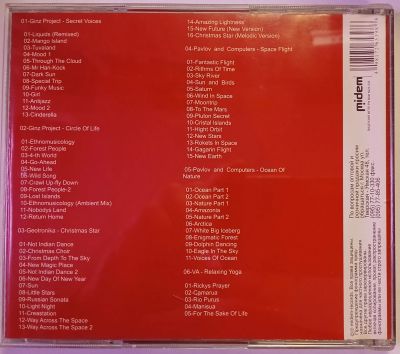 01-Ginz Project - Secret Voices
01-Liquids (Remixed)
02-Mango Island
03-Tuvaland
04-Mood 1
05-Through The Cloud
06-Mr Han-Kock
07-Dark Sun
08-Special Trip
09-Funky Music
10-Girl
11-Antijazz
12-Mood 2
13-Cinderella
02-Ginz Project - Circle Of Life
01-Ethnomusicology
02-Forest People
03-4-th World
04-Go-Ahead
05-New Life
06-Wild Song
07-Crawl Up-fly Down
08-Forest People-2
09-Lost Islands
10-Ethnomusicology (Ambient Mix)
11-Nobodys Land
12-Return Home
03-Geotronika - Christmas Star
01-Not Indian Dance
02-Christmas Choir
03-From Depth To The Sky
04-New Magic Place
05-Not Indian Dance 2
06-New Day Of New Year
07-Sun
08-Little Stars
09-Russian Sonata
10-Light Night
11-Crwastation
12-Way Across The Space
13-Way Across The Space 2
14-Amazing Lightness
15-New Future (New Version)
16-Christmas Star (Melodic Version)
04-Pavlov and Computers - Space Flight
01-Fantastic Flight
02-Rithms Of Time
03-Sky River
04-Sun and Birds
05-Saturn
06-Wind In Space
07-Moontrip
08-To The Mars
09-Pluton Secret
10-Cristal Islands
11-Hight Orbit
12-New Stars
13-Rokets In Space
14-Gagarin Flight
15-New Earth
05-Pavlov and Computers - Ocean Of
Nature
01-Ocean Part 1
02-Ocean Part 2
03-Nature Part 1
04-Amazonia
05-Nature Part 2
06-Arctica
07-While Big Iceberg
08-Enigmatic Forest
09-Dolphin Dancing
10-Eagle In The Sky
11-Voices Of Ocean
06-VA - Relaxing Yoga
01-Rickys Prayer
02-Camerua
03-Rio Purus
04-Manisua
05-For The Sake Of Life
midem